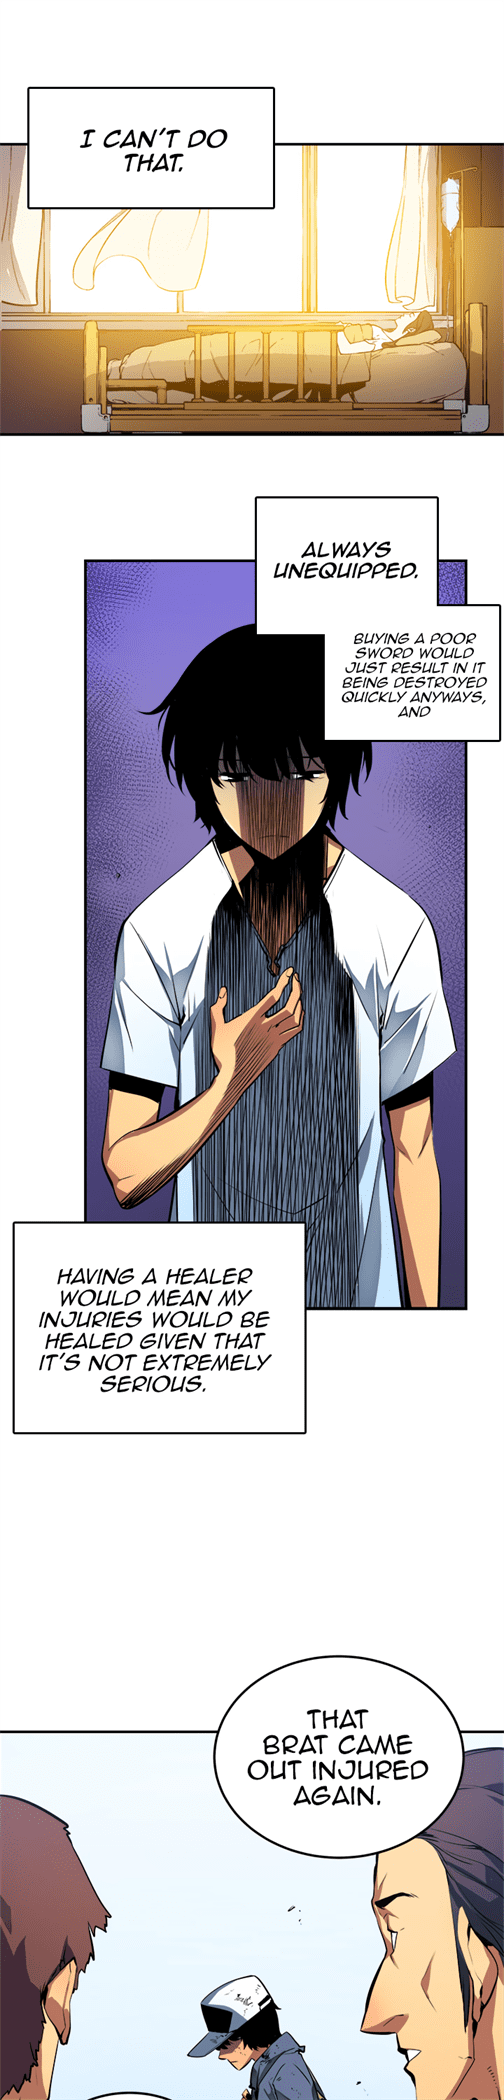 I CAN'T DO
THAT.
ALWAYS
UNEQUIPPED.
BUYING A POOR
SWORD WOULD
JUST RESULT IN IT
BEING DESTROYED
QUICKLY ANYWAYS,
AND
HAVING A HEALER
WOULD MEAN MY
INJURIES WOULD BE
HEALED GIVEN THAT
IT'S NOT EXTREMELY
SERIOUS.
THAT
BRAT CAME
OUT INJURED
AGAIN.